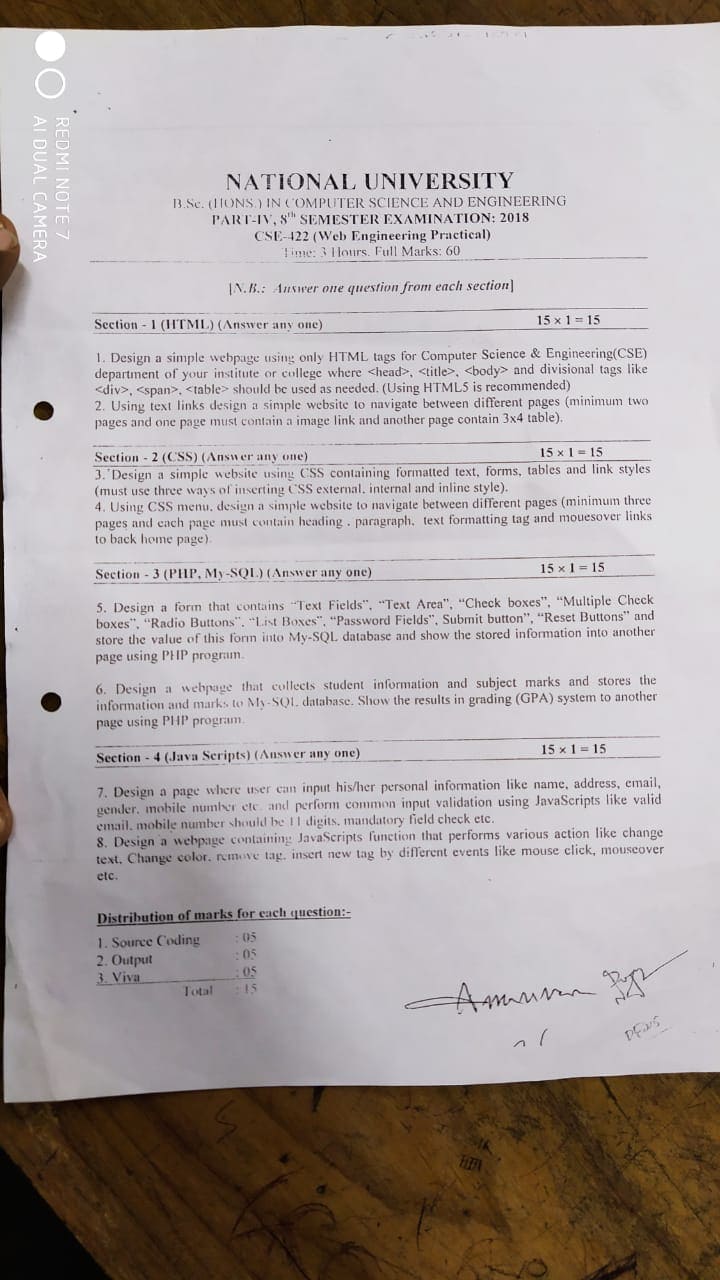 REDMI NOTE 7
AI DUAL CAMERA
NATIONAL UNIVERSITY
B.Sc. (HONS.) IN COMPUTER SCIENCE AND ENGINEERING
PART-IV, 8th SEMESTER EXAMINATION: 2018
CSE-422 (Web Engineering Practical)
Time: 3 Hours. Full Marks: 60
[N.B.: Answer one question from each section]
Section - 1 (HTML) (Answer any one) 15 x 1 = 15
1. Design a simple webpage using only HTML tags for Computer Science & Engineering(CSE)
department of your institute or college where <head>, <title>, <body> and divisional tags like
<div>, <span>, <table> should be used as needed. (Using HTML5 is recommended)
2. Using text links design a simple website to navigate between different pages (minimum two
pages and one page must contain a image link and another page contain 3x4 table).
Section - 2 (CSS) (Answer any one) 15 x 1 = 15
3. Design a simple website using CSS containing formatted text, forms, tables and link styles
(must use three ways of inserting CSS external, internal and inline style).
4. Using CSS menu, design a simple website to navigate between different pages (minimum three
pages and each page must contain heading , paragraph, text formatting tag and mouesover links
to back home page).
Section - 3 (PHP, My-SQL) (Answer any one) 15 x 1 = 15
5. Design a form that contains “Text Fields”, “Text Area”, “Check boxes”, “Multiple Check
boxes”, “Radio Buttons”, “List Boxes”, “Password Fields”, Submit button”, “Reset Buttons” and
store the value of this form into My-SQL database and show the stored information into another
page using PHP program.
6. Design a webpage that collects student information and subject marks and stores the
information and marks to My-SQL database. Show the results in grading (GPA) system to another
page using PHP program.
Section - 4 (Java Scripts) (Answer any one) 15 x 1 = 15
7. Design a page where user can input his/her personal information like name, address, email,
gender, mobile number etc. and perform common input validation using JavaScripts like valid
email, mobile number should be 11 digits, mandatory field check etc.
8. Design a webpage containing JavaScripts function that performs various action like change
text, Change color, remove tag, insert new tag by different events like mouse click, mouseover
etc.
Distribution of marks for each question:-
1. Source Coding : 05
2. Output : 05
3. Viva : 05
Total : 15